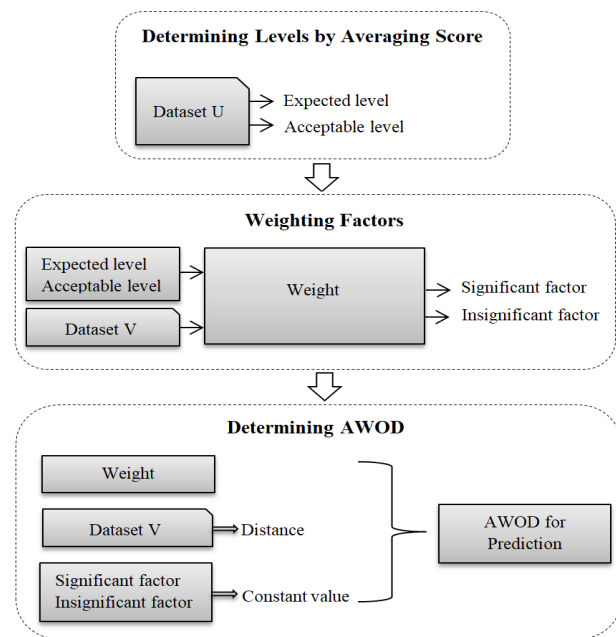 Determining Levels by Averaging Score
Dataset U
Expected level
Acceptable level
Weighting Factors
Expected level
Acceptable level
Dataset V
Weight
Significant factor
Insignificant factor
Determining AWOD
Weight
Dataset V
Distance
Significant factor
Insignificant factor
Constant value
AWOD for
Prediction